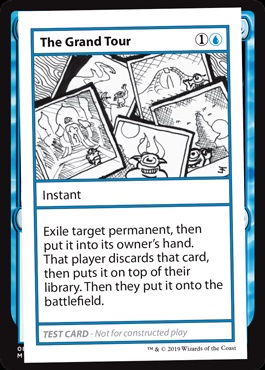 The Grand Tour 1
Instant
Exile target permanent, then
put it into its owner's hand.
That player discards that card,
then puts it on top of their
library. Then they put it onto the
battlefield.
TEST CARD - Not for constructed play
™ & © 2019 Wizards of the Coast